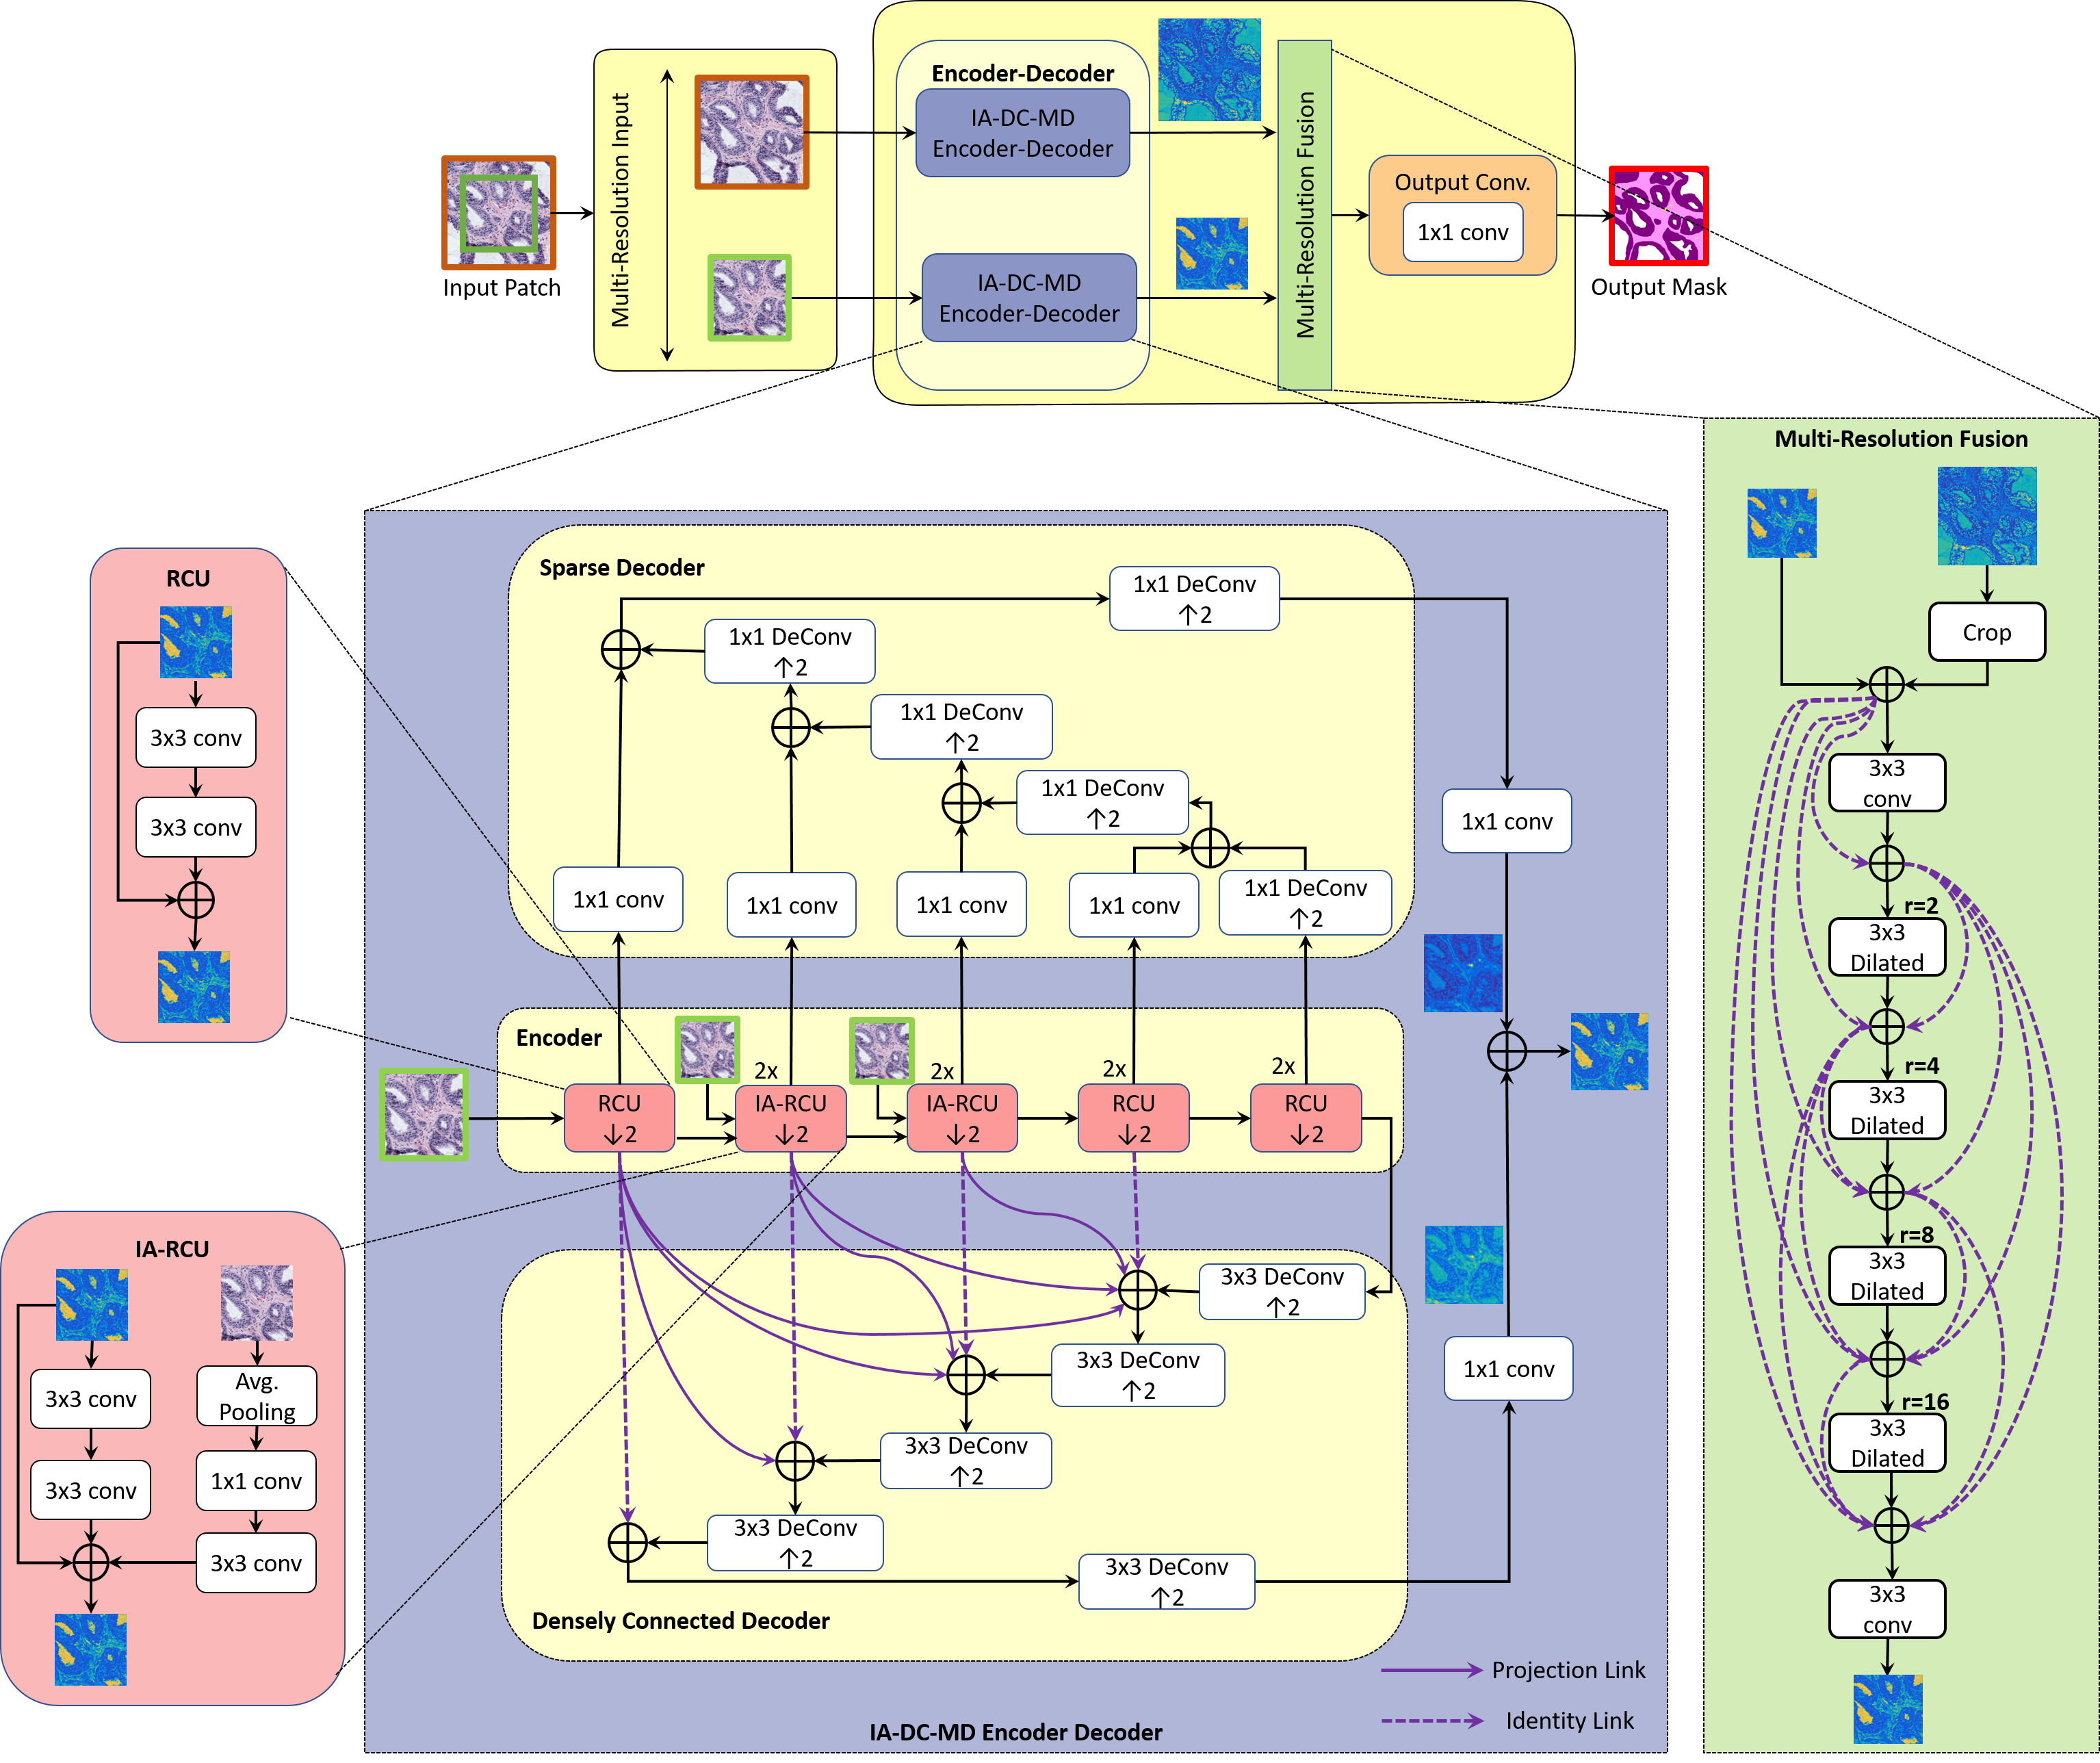 Input Patch
Multi-Resolution Input
Encoder-Decoder
IA-DC-MD
Encoder-Decoder
IA-DC-MD
Encoder-Decoder
Multi-Resolution Fusion
Output Conv.
1x1 conv
Output Mask
RCU
3x3 conv
3x3 conv
IA-RCU
3x3 conv
3x3 conv
Avg.
Pooling
1x1 conv
3x3 conv
Sparse Decoder
1x1 DeConv
↑2
1x1 DeConv
↑2
1x1 DeConv
↑2
1x1 DeConv
↑2
1x1 DeConv
↑2
1x1 conv
1x1 conv
1x1 conv
1x1 conv
1x1 conv
Encoder
2x
2x
2x
2x
RCU
↓2
IA-RCU
↓2
IA-RCU
↓2
RCU
↓2
RCU
↓2
3x3 DeConv
↑2
3x3 DeConv
↑2
3x3 DeConv
↑2
3x3 DeConv
↑2
3x3 DeConv
↑2
1x1 conv
Densely Connected Decoder
Projection Link
Identity Link
IA-DC-MD Encoder Decoder
Multi-Resolution Fusion
Crop
3x3
conv
r=2
3x3
Dilated
r=4
3x3
Dilated
r=8
3x3
Dilated
r=16
3x3
Dilated
3x3
conv